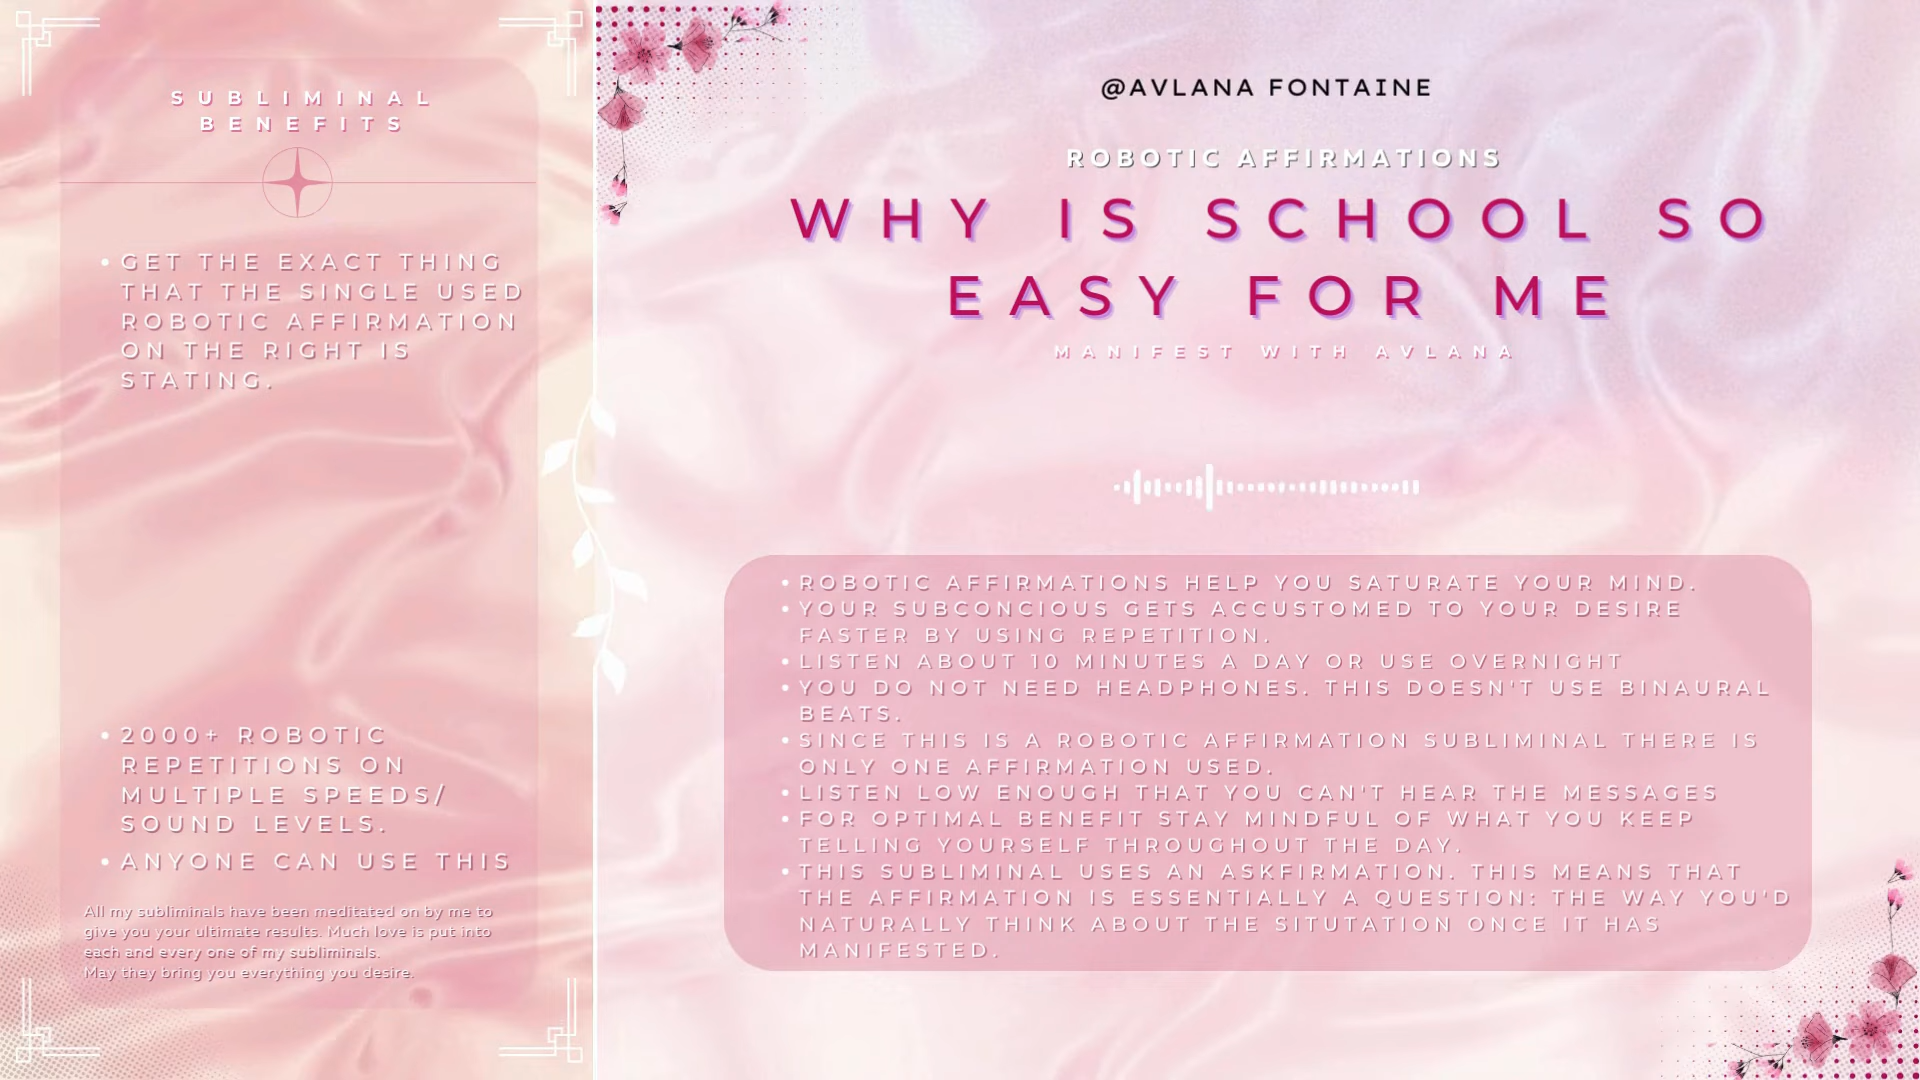 SUBLIMINAL
BENEFITS
• GET THE EXACT THING
THAT THE SINGLE USED
ROBOTIC AFFIRMATION
ON THE RIGHT IS
STATING.
• 2000+ ROBOTIC
REPETITIONS ON
MULTIPLE SPEEDS/
SOUND LEVELS.
• ANYONE CAN USE THIS
All my subliminals have been meditated on by me to
give you your ultimate results. Much love is put into
each and every one of my subliminals.
May they bring you everything you desire.
@AVLANA FONTAINE
ROBOTIC AFFIRMATIONS
WHY IS SCHOOL SO
EASY FOR ME
MANIFEST WITH AVLANA
• ROBOTIC AFFIRMATIONS HELP YOU SATURATE YOUR MIND.
• YOUR SUBCONCIOUS GETS ACCUSTOMED TO YOUR DESIRE
FASTER BY USING REPETITION.
• LISTEN ABOUT 10 MINUTES A DAY OR USE OVERNIGHT
• YOU DO NOT NEED HEADPHONES. THIS DOESN'T USE BINAURAL
BEATS.
• SINCE THIS IS A ROBOTIC AFFIRMATION SUBLIMINAL THERE IS
ONLY ONE AFFIRMATION USED.
• LISTEN LOW ENOUGH THAT YOU CAN'T HEAR THE MESSAGES
• FOR OPTIMAL BENEFIT STAY MINDFUL OF WHAT YOU KEEP
TELLING YOURSELF THROUGHOUT THE DAY.
• THIS SUBLIMINAL USES AN ASKFIRMATION. THIS MEANS THAT
THE AFFIRMATION IS ESSENTIALLY A QUESTION: THE WAY YOU'D
NATURALLY THINK ABOUT THE SITUTATION ONCE IT HAS
MANIFESTED.